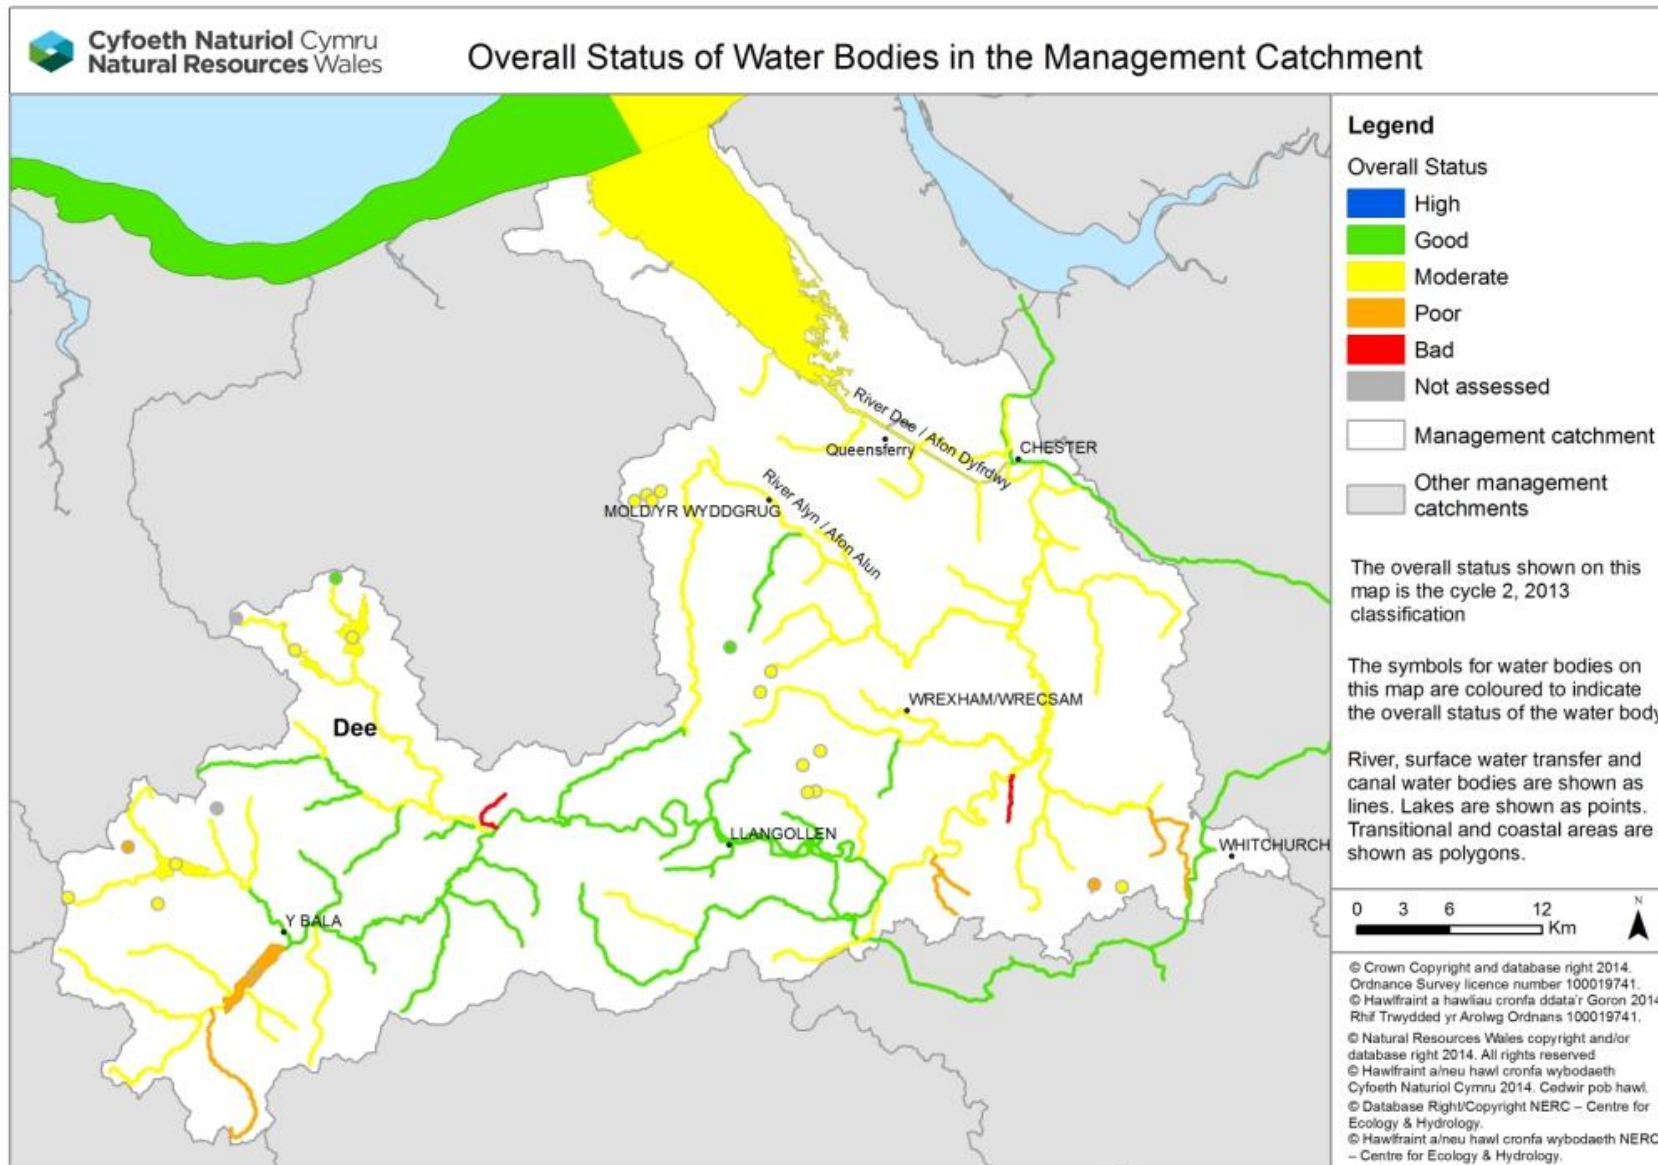 Cyfoeth Naturiol Cymru
Natural Resources Wales
Overall Status of Water Bodies in the Management Catchment
River Dee / Afon Dyfrdwy
Queensferry
CHESTER
MOLD/YR WYDDGRUG
River Alyn / Afon Alun
WREXHAM/WRECSAM
Dee
LLANGOLLEN
WHITCHURCH
Y BALA
Legend
Overall Status
High
Good
Moderate
Poor
Bad
Not assessed
Management catchment
Other management
catchments
The overall status shown on this
map is the cycle 2, 2013
classification
The symbols for water bodies on
this map are coloured to indicate
the overall status of the water body
River, surface water transfer and
canal water bodies are shown as
lines. Lakes are shown as points.
Transitional and coastal areas are
shown as polygons.
0 3 6 12
Km
N
© Crown Copyright and database right 2014.
Ordnance Survey licence number 100019741.
© Hawlfraint a hawliau cronfa ddata'r Goron 2014
Rhif Trwydded yr Arolwg Ordnans 100019741.
© Natural Resources Wales copyright and/or
database right 2014. All rights reserved
© Hawlfraint a/neu hawl cronfa wybodaeth
Cyfoeth Naturiol Cymru 2014. Cedwir pob hawl.
© Database Right/Copyright NERC – Centre for
Ecology & Hydrology.
© Hawlfraint a/neu hawl cronfa wybodaeth NERC
– Centre for Ecology & Hydrology.